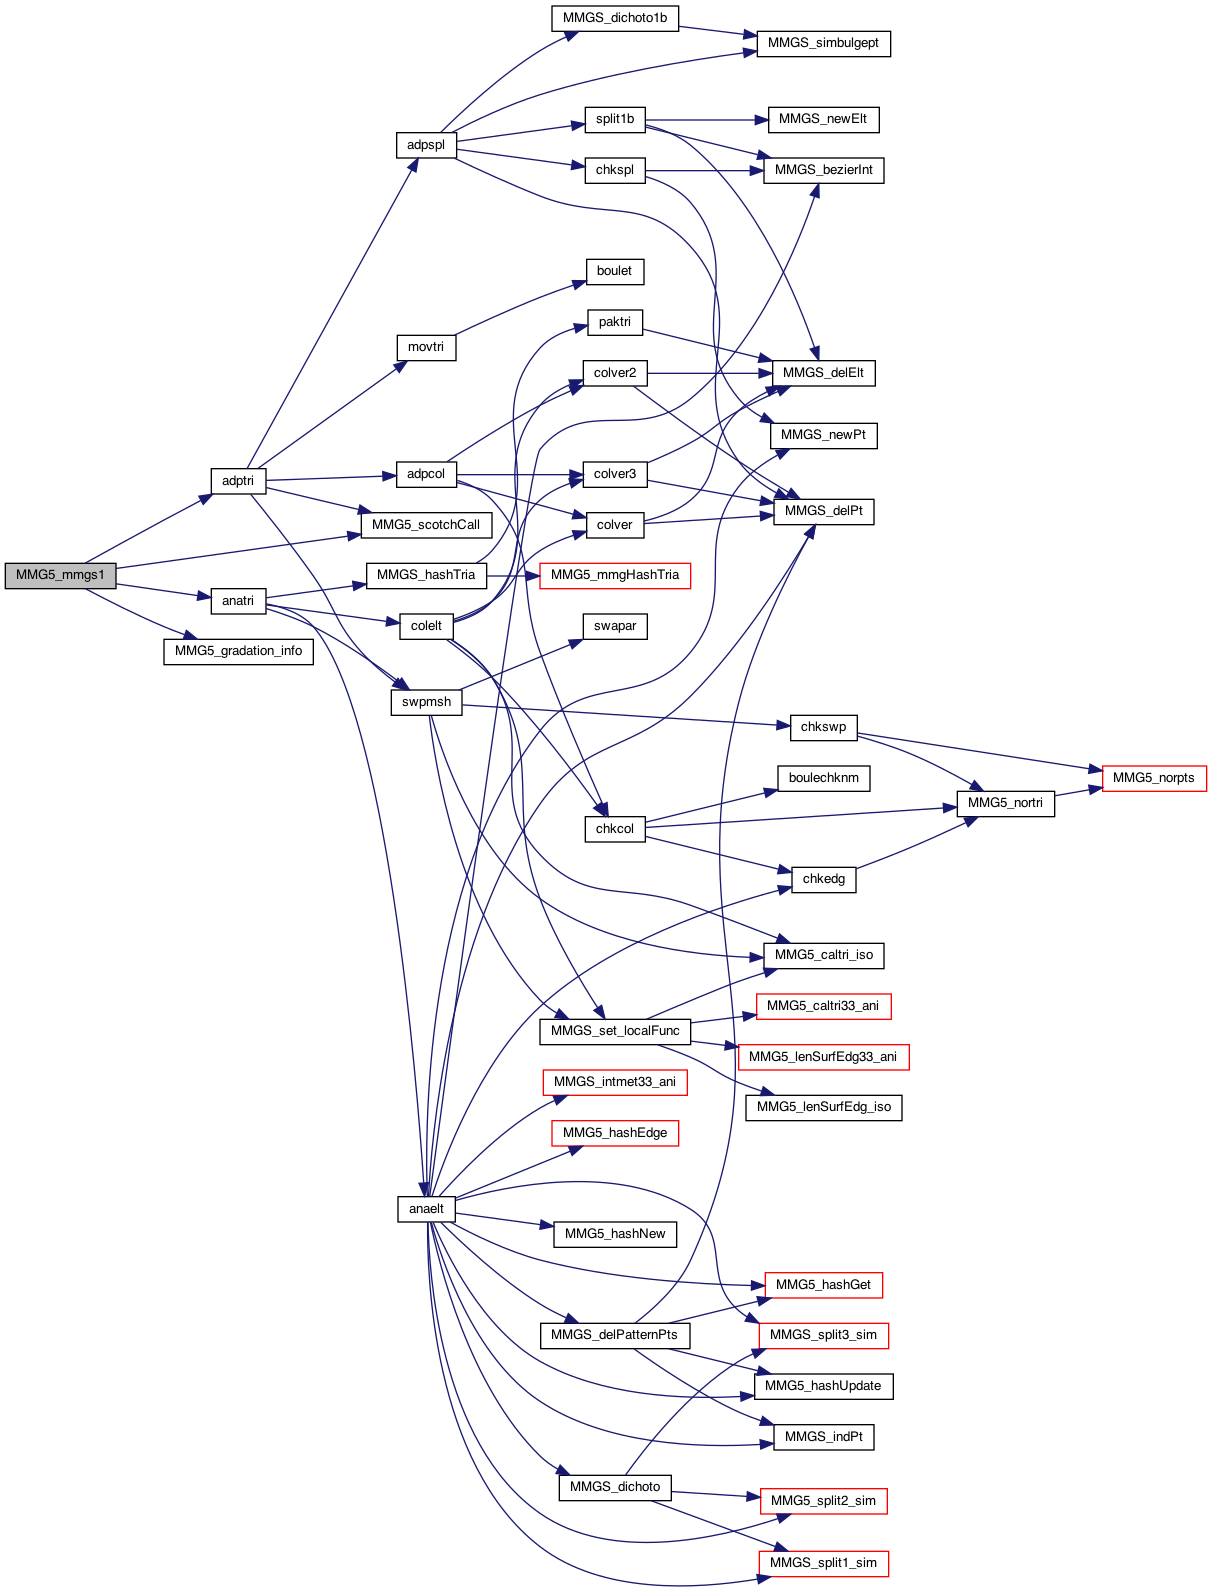 MMGS_dichoto1b
MMGS_simbulgept
split1b
MMGS_newElt
adpspl
chkspl
MMGS_bezierInt
boulet
paktri
movtri
colver2
MMGS_delElt
MMGS_newPt
adptri
adpcol
colver3
MMG5_scotchCall
colver
MMGS_delPt
MMG5_mmgs1
MMGS_hashTria
MMG5_mmgHashTria
anatri
colelt
swapar
MMG5_gradation_info
swpmsh
chkswp
boulechknm
MMG5_norpts
MMG5_nortri
chkcol
chkedg
MMG5_caltri_iso
MMG5_caltri33_ani
MMGS_set_localFunc
MMG5_lenSurfEdg33_ani
MMGS_intmet33_ani
MMG5_lenSurfEdg_iso
MMG5_hashEdge
anaelt
MMG5_hashNew
MMG5_hashGet
MMGS_delPatternPts
MMGS_split3_sim
MMG5_hashUpdate
MMGS_indPt
MMGS_dichoto
MMG5_split2_sim
MMGS_split1_sim